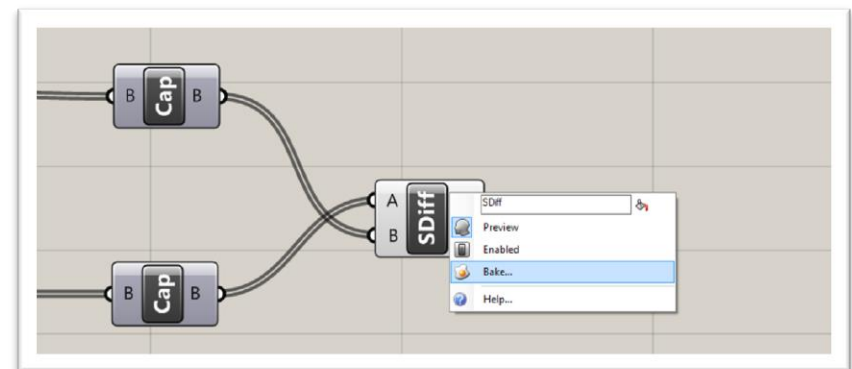 B Cap B
A
B
SDiff
B Cap B
SDiff
Preview
Enabled
Bake...
Help...